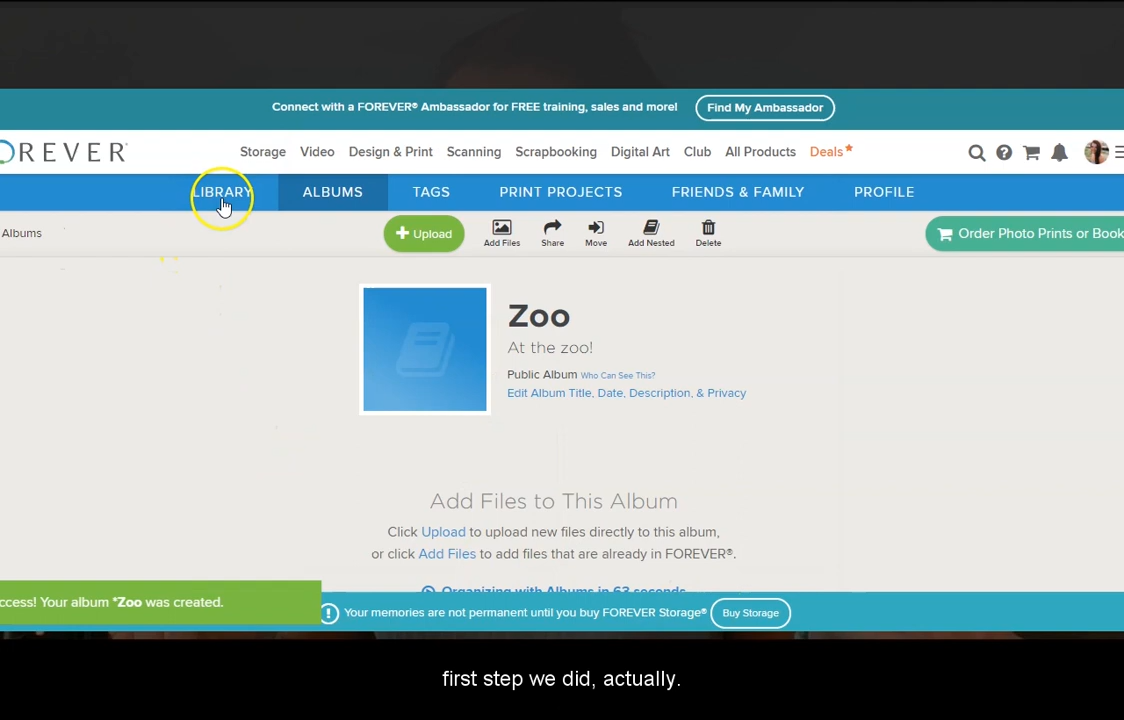 Connect with a FOREVER® Ambassador for FREE training, sales and more! Find My Ambassador
OREVER Storage Video Design & Print Scanning Scrapbooking Digital Art Club All Products Deals*
LIBRARY ALBUMS TAGS PRINT PROJECTS FRIENDS & FAMILY PROFILE
Albums + Upload Add Files Share Move Add Nested Delete Order Photo Prints or Book
Zoo
At the zoo!
Public Album Who Can See This?
Edit Album Title, Date, Description, & Privacy
Add Files to This Album
Click Upload to upload new files directly to this album,
or click Add Files to add files that are already in FOREVER®.
Organizing with Albums in 63 seconds
ccess! Your album "Zoo was created.
Your memories are not permanent until you buy FOREVER Storage® Buy Storage
first step we did, actually.